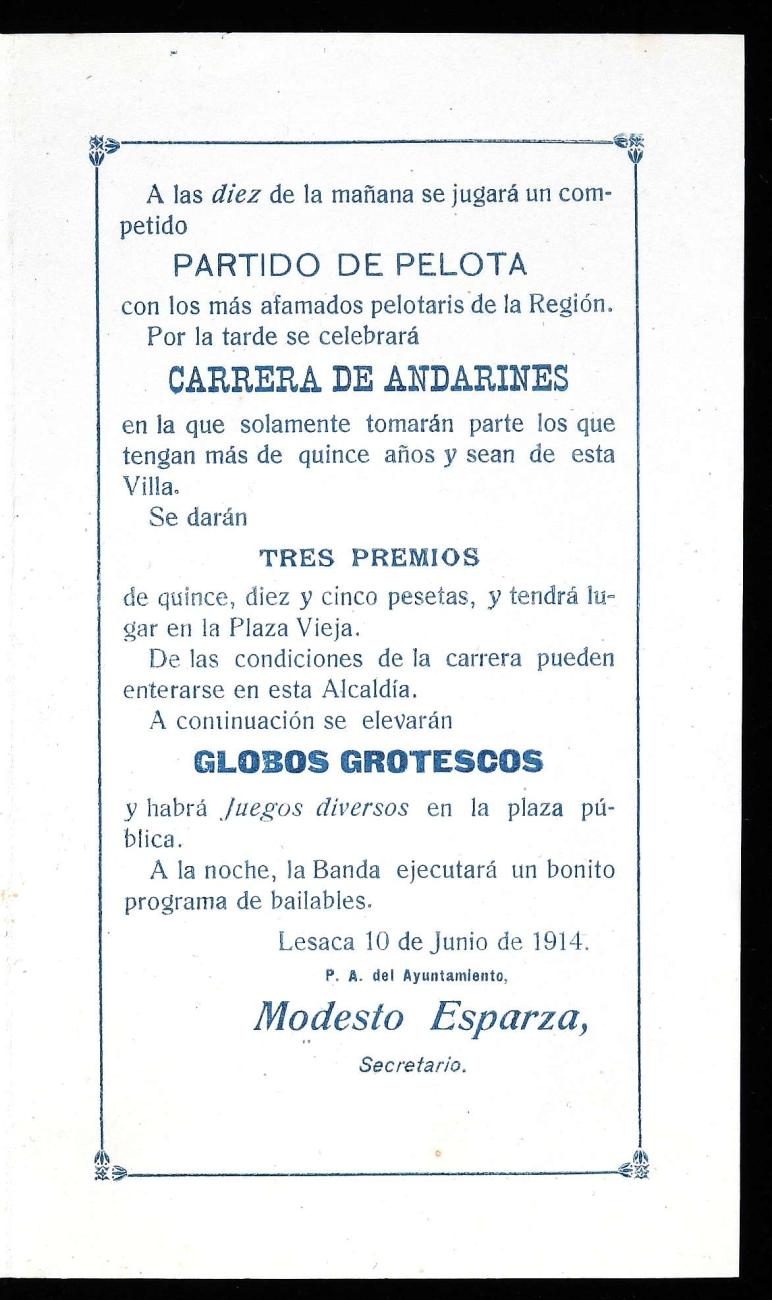 A las diez de la mañana se jugará un com-
petido
PARTIDO DE PELOTA
con los más afamados pelotaris de la Región.
Por la tarde se celebrará
CARRERA DE ANDARINES
en la que solamente tomarán parte los que
tengan más de quince años y sean de esta
Villa.
Se darán
TRES PREMIOS
de quince, diez y cinco pesetas, y tendrá lu-
gar en la Plaza Vieja.
De las condiciones de la carrera pueden
enterarse en esta Alcaldía.
A continuación se elevarán
GLOBOS GROTESCOS
y habrá Juegos diversos en la plaza pú-
blica.
A la noche, la Banda ejecutará un bonito
programa de bailables.
Lesaca 10 de Junio de 1914.
P. A. del Ayuntamiento,
Modesto Esparza,
Secretario.